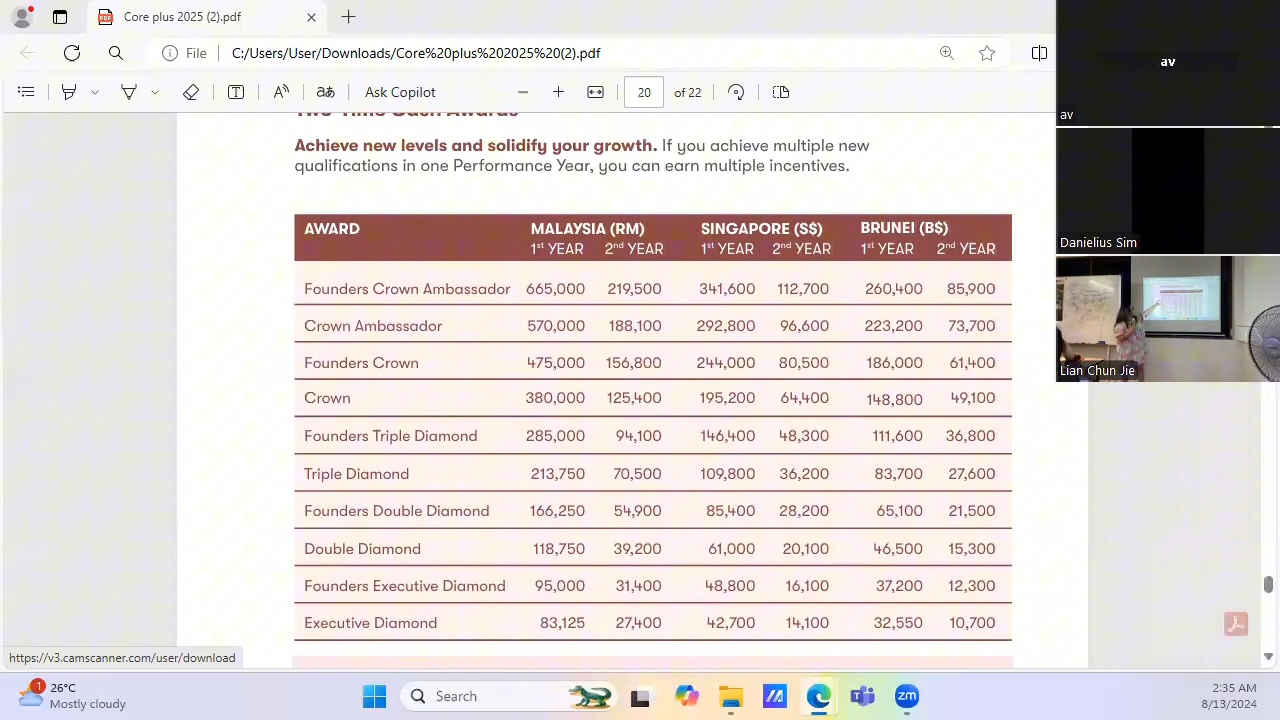 Core plus 2025 (2).pdf
File
C:/Users/User/Downloads/Core%20plus%202025%20(2).pdf
Ask Copilot
20 of 22
Two-Time Cash Awards
Achieve new levels and solidify your growth. If you achieve multiple new
qualifications in one Performance Year, you can earn multiple incentives.
AWARD MALAYSIA (RM) SINGAPORE (S$) BRUNEI (B$)
1st YEAR 2nd YEAR 1st YEAR 2nd YEAR 1st YEAR 2nd YEAR
Founders Crown Ambassador 665,000 219,500 341,600 112,700 260,400 85,900
Crown Ambassador 570,000 188,100 292,800 96,600 223,200 73,700
Founders Crown 475,000 156,800 244,000 80,500 186,000 61,400
Crown 380,000 125,400 195,200 64,400 148,800 49,100
Founders Triple Diamond 285,000 94,100 146,400 48,300 111,600 36,800
Triple Diamond 213,750 70,500 109,800 36,200 83,700 27,600
Founders Double Diamond 166,250 54,900 85,400 28,200 65,100 21,500
Double Diamond 118,750 39,200 61,000 20,100 46,500 15,300
Founders Executive Diamond 95,000 31,400 48,800 16,100 37,200 12,300
Executive Diamond 83,125 27,400 42,700 14,100 32,550 10,700
av
av
Danielius Sim
Lian Chun Jie
https://v3.camscanner.com/user/download
1
26°C
Mostly cloudy
Search
zm
2:35 AM
8/13/2024